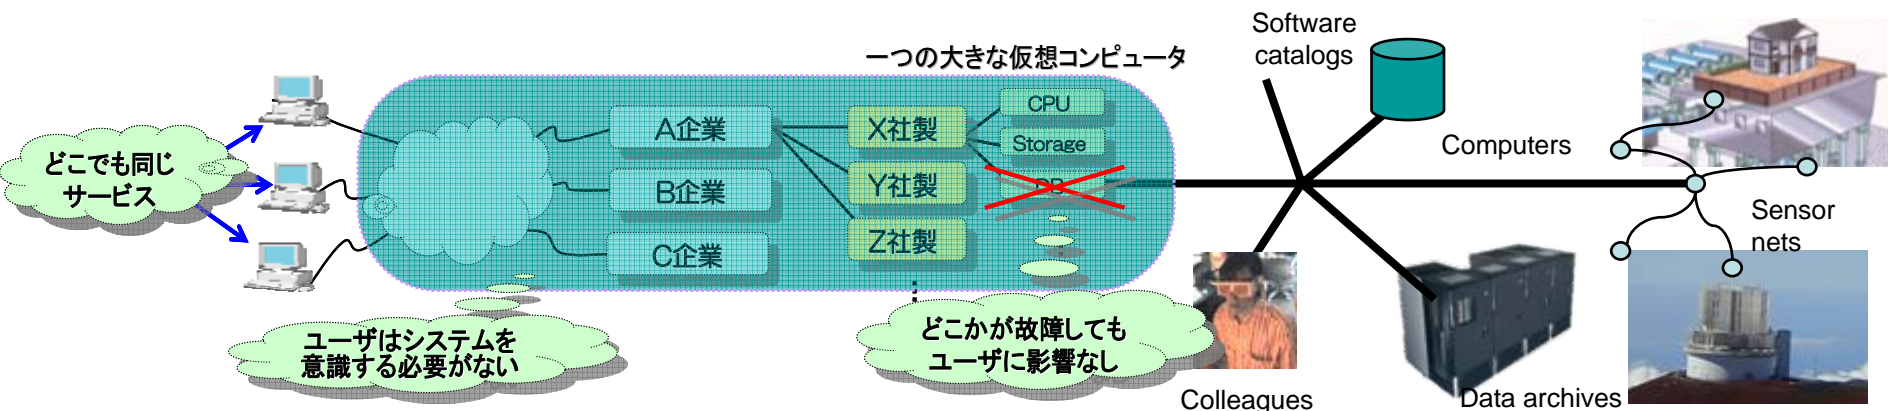 一つの大きな仮想コンピュータ
どこでも同じ
サービス
A企業
B企業
C企業
X社製
Y社製
Z社製
CPU
Storage
DB
ユーザはシステムを
意識する必要がない
どこかが故障しても
ユーザに影響なし
Software
catalogs
Computers
Sensor
nets
Colleagues
Data archives